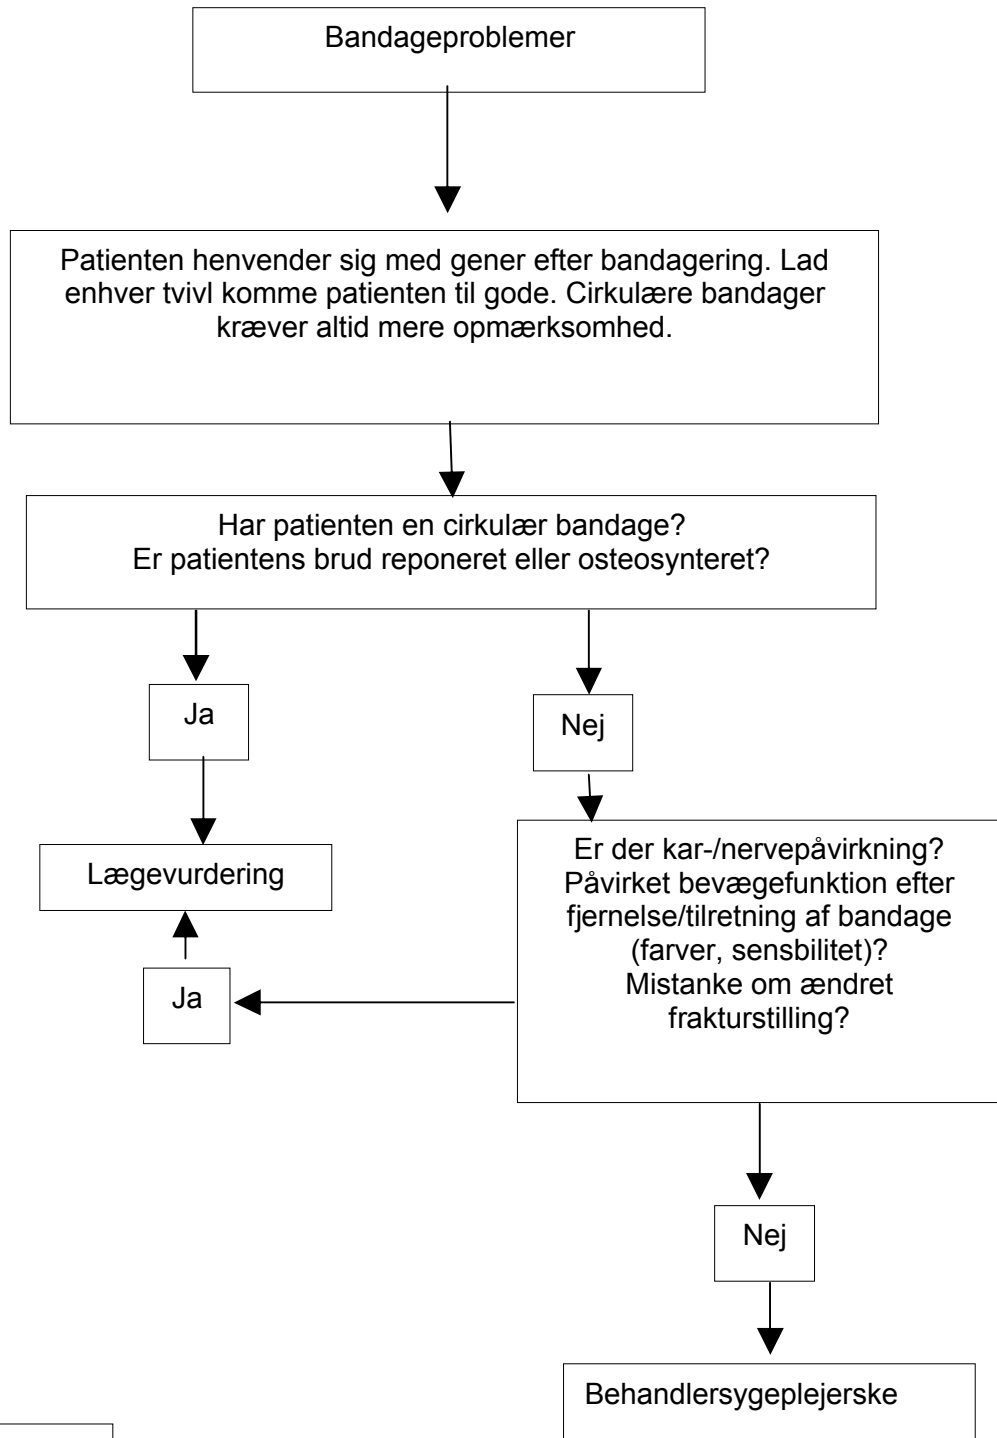 Bandageproblemer
Patienten henvender sig med gener efter bandagering. Lad
enhver tvivl komme patienten til gode. Cirkulære bandager
kræver altid mere opmærksomhed.
Har patienten en cirkulær bandage?
Er patientens brud reponeret eller osteosynteret?
Ja
Nej
Lægevurdering
Er der kar-/nervepåvirkning?
Påvirket bevægefunktion efter
fjernelse/tilretning af bandage
(farver, sensbilitet)?
Mistanke om ændret
frakturstilling?
Ja
Nej
Behandlersygeplejerske